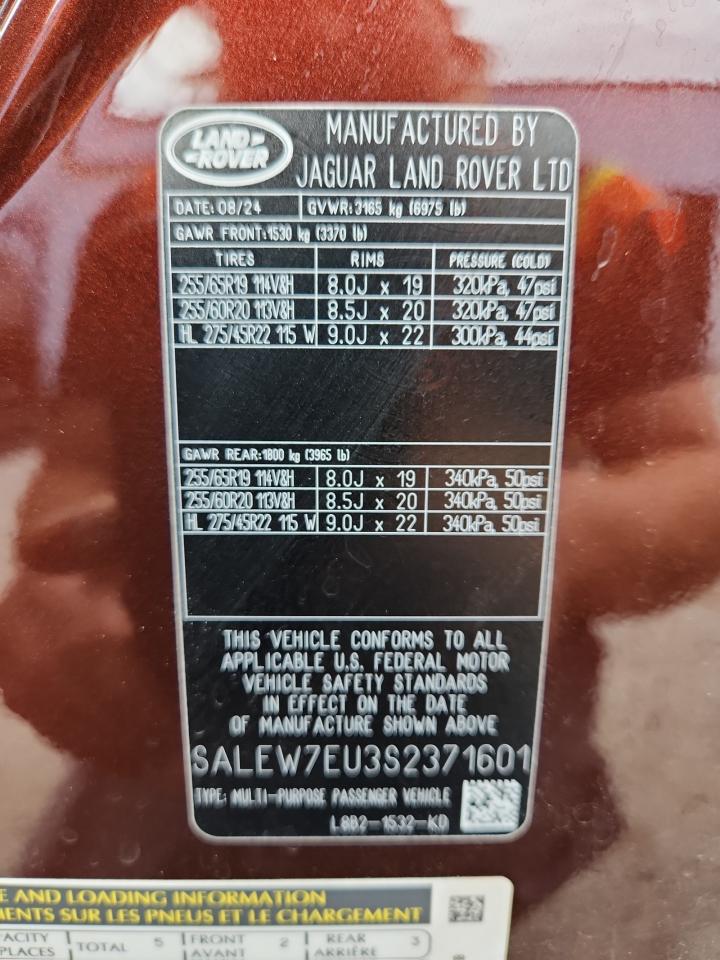 LAND ROVER
MANUFACTURED BY
JAGUAR LAND ROVER LTD
DATE: 08/24 GVWR: 3165 kg (6975 lb)
GAWR FRONT: 1530 kg (3370 lb)
TIRES RIMS PRESSURE (COLD)
255/65R19 114V&H 8.0J x 19 320kPa, 47psi
255/60R20 113V&H 8.5J x 20 320kPa, 47psi
HL 275/45R22 115 W 9.0J x 22 300kPa, 44psi
GAWR REAR: 1800 kg (3965 lb)
255/65R19 114V&H 8.0J x 19 340kPa, 50psi
255/60R20 113V&H 8.5J x 20 340kPa, 50psi
HL 275/45R22 115 W 9.0J x 22 340kPa, 50psi
THIS VEHICLE CONFORMS TO ALL
APPLICABLE U.S. FEDERAL MOTOR
VEHICLE SAFETY STANDARDS
IN EFFECT ON THE DATE
OF MANUFACTURE SHOWN ABOVE
SALEW7EU3S2371601
TYPE: MULTI-PURPOSE PASSENGER VEHICLE
L8B2-1532-KD
E AND LOADING INFORMATION
MENTS SUR LES PNEUS ET LE CHARGEMENT
ACITY TOTAL 5 FRONT 2 REAR 3
PLACES AVANT ARRIÈRE